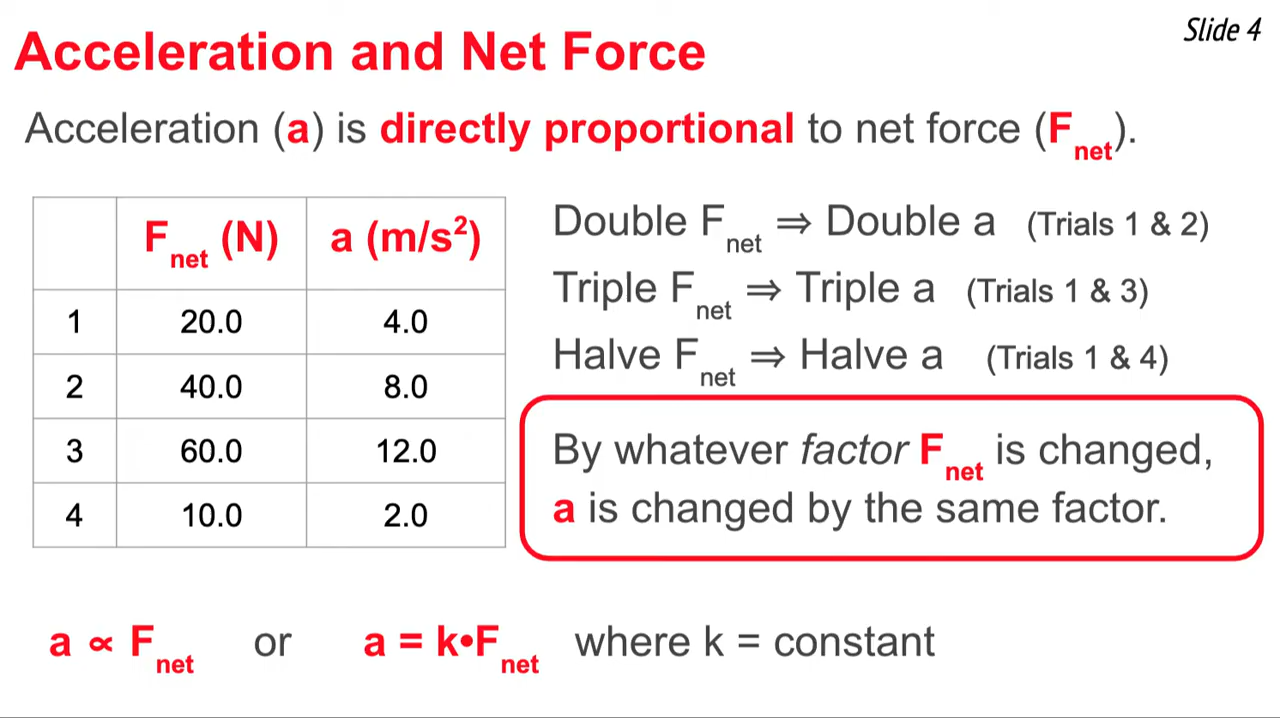 Slide 4
Acceleration and Net Force
Acceleration (a) is directly proportional to net force (Fnet).
Fnet (N) a (m/s²)
1 20.0 4.0
2 40.0 8.0
3 60.0 12.0
4 10.0 2.0
Double Fnet ⇒ Double a (Trials 1 & 2)
Triple Fnet ⇒ Triple a (Trials 1 & 3)
Halve Fnet ⇒ Halve a (Trials 1 & 4)
By whatever factor Fnet is changed,
a is changed by the same factor.
a ∝ Fnet or a = k•Fnet where k = constant